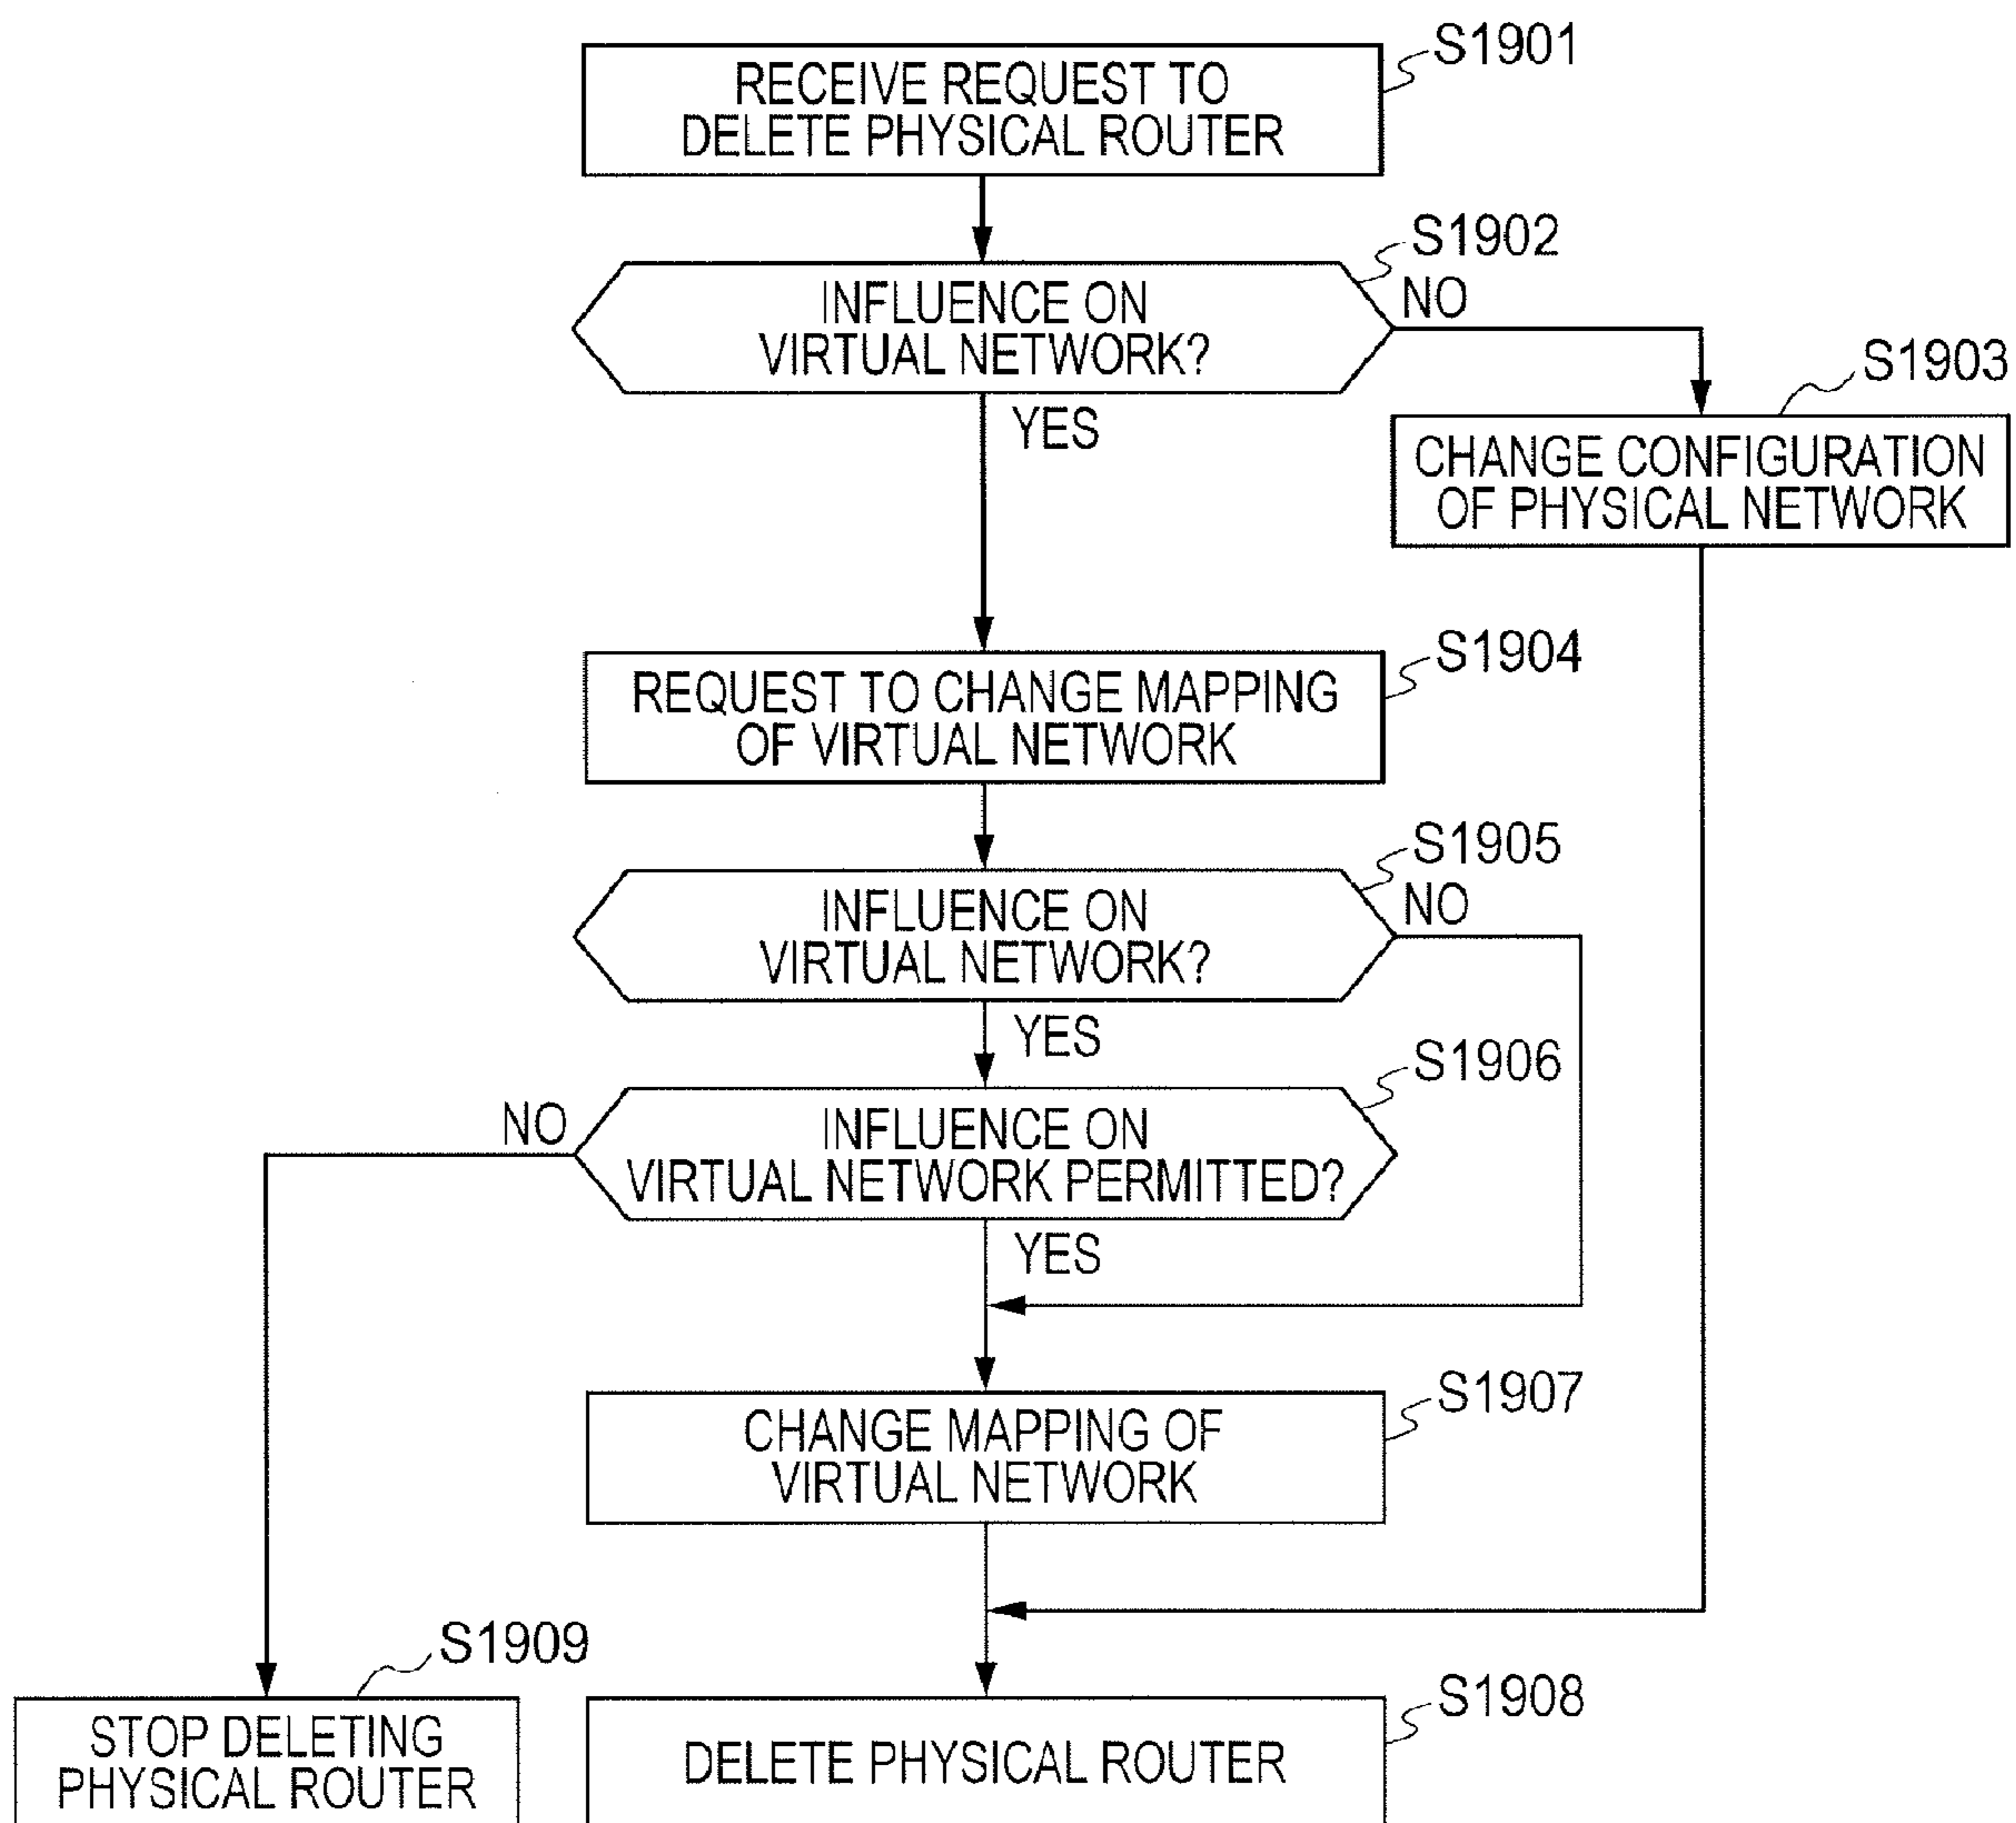 S1901
RECEIVE REQUEST TO
DELETE PHYSICAL ROUTER
S1902
INFLUENCE ON
VIRTUAL NETWORK?
NO
YES
S1903
CHANGE CONFIGURATION
OF PHYSICAL NETWORK
S1904
REQUEST TO CHANGE MAPPING
OF VIRTUAL NETWORK
S1905
INFLUENCE ON
VIRTUAL NETWORK?
NO
YES
S1906
INFLUENCE ON
VIRTUAL NETWORK PERMITTED?
NO
YES
S1907
CHANGE MAPPING OF
VIRTUAL NETWORK
S1909
STOP DELETING
PHYSICAL ROUTER
S1908
DELETE PHYSICAL ROUTER